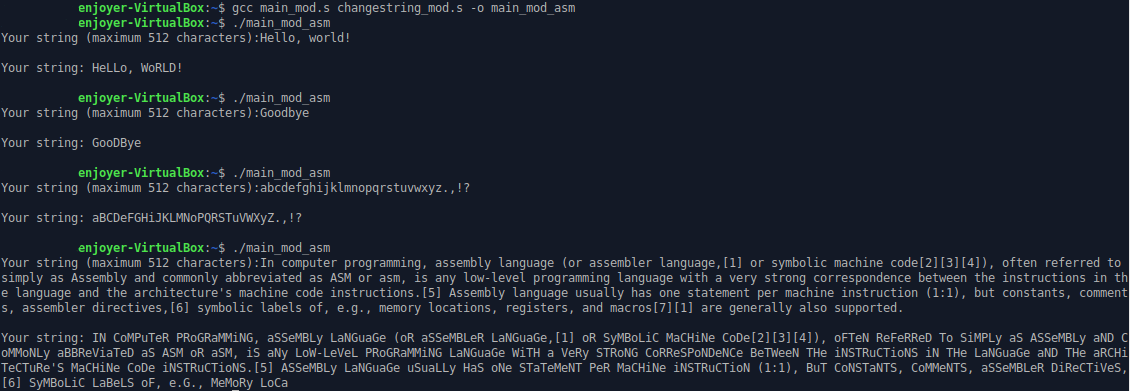 enjoyer-VirtualBox:~$ gcc main_mod.s changestring_mod.s -o main_mod_asm
enjoyer-VirtualBox:~$ ./main_mod_asm
Your string (maximum 512 characters):Hello, world!
Your string: HeLLo, WoRLD!
enjoyer-VirtualBox:~$ ./main_mod_asm
Your string (maximum 512 characters):Goodbye
Your string: GooDBye
enjoyer-VirtualBox:~$ ./main_mod_asm
Your string (maximum 512 characters):abcdefghijklmnopqrstuvwxyz.,!?
Your string: aBCDeFGHiJKLMNoPQRSTuVWXyZ.,!?
enjoyer-VirtualBox:~$ ./main_mod_asm
Your string (maximum 512 characters):In computer programming, assembly language (or assembler language,[1] or symbolic machine code[2][3][4]), often referred to
simply as Assembly and commonly abbreviated as ASM or asm, is any low-level programming language with a very strong correspondence between the instructions in th
e language and the architecture's machine code instructions.[5] Assembly language usually has one statement per machine instruction (1:1), but constants, comment
s, assembler directives,[6] symbolic labels of, e.g., memory locations, registers, and macros[7][1] are generally also supported.
Your string: IN CoMPuTeR PRoGRaMMiNG, aSSeMBLy LaNGuaGe (oR aSSeMBLeR LaNGuaGe,[1] oR SyMBoLiC MaCHiNe CoDe[2][3][4]), oFTeN ReFeRReD To SiMPLy aS ASSeMBLy aND C
oMMoNLy aBBReViaTeD aS ASM oR aSM, iS aNy LoW-LeVeL PRoGRaMMiNG LaNGuaGe WiTH a VeRy STRoNG CoRReSPoNDeNCe BeTWeeN THe iNSTRuCTioNS iN THe LaNGuaGe aND THe aRCHi
TeCTuRe'S MaCHiNe CoDe iNSTRuCTioNS.[5] ASSeMBLy LaNGuaGe uSuaLLy HaS oNe STaTeMeNT PeR MaCHiNe iNSTRuCTioN (1:1), BuT CoNSTaNTS, CoMMeNTS, aSSeMBLeR DiReCTiVeS,
[6] SyMBoLiC LaBeLS oF, e.G., MeMoRy LoCa